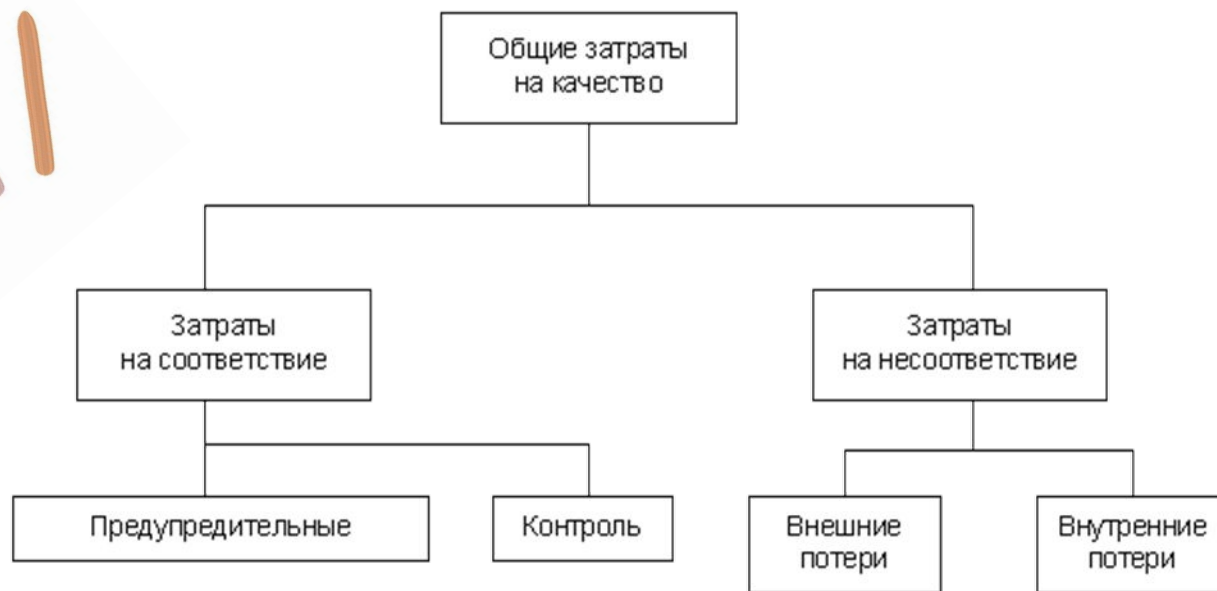 Общие затраты
на качество
Затраты
на соответствие
Затраты
на несоответствие
Предупредительные
Контроль
Внешние
потери
Внутренние
потери